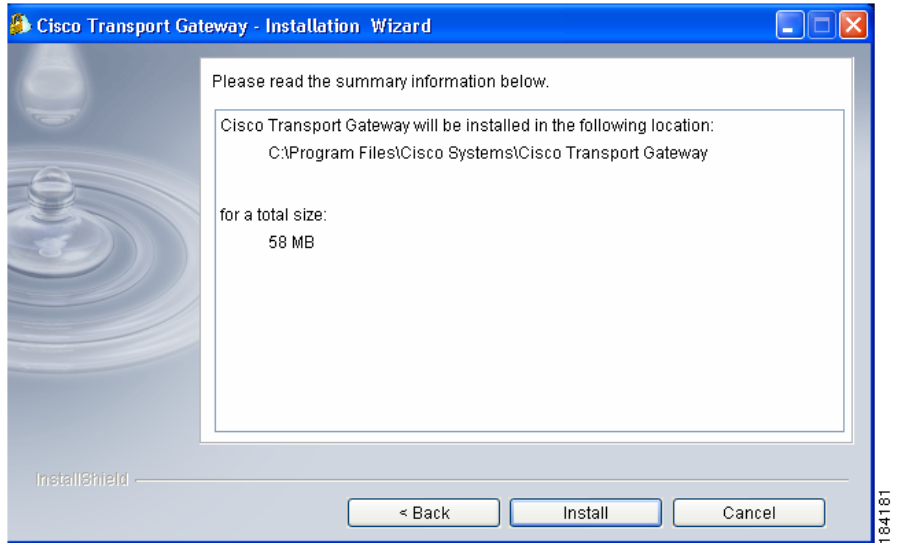 Cisco Transport Gateway - Installation Wizard
Please read the summary information below.
Cisco Transport Gateway will be installed in the following location:
C:\Program Files\Cisco Systems\Cisco Transport Gateway
for a total size:
58 MB
InstallShield
< Back
Install
Cancel
184181